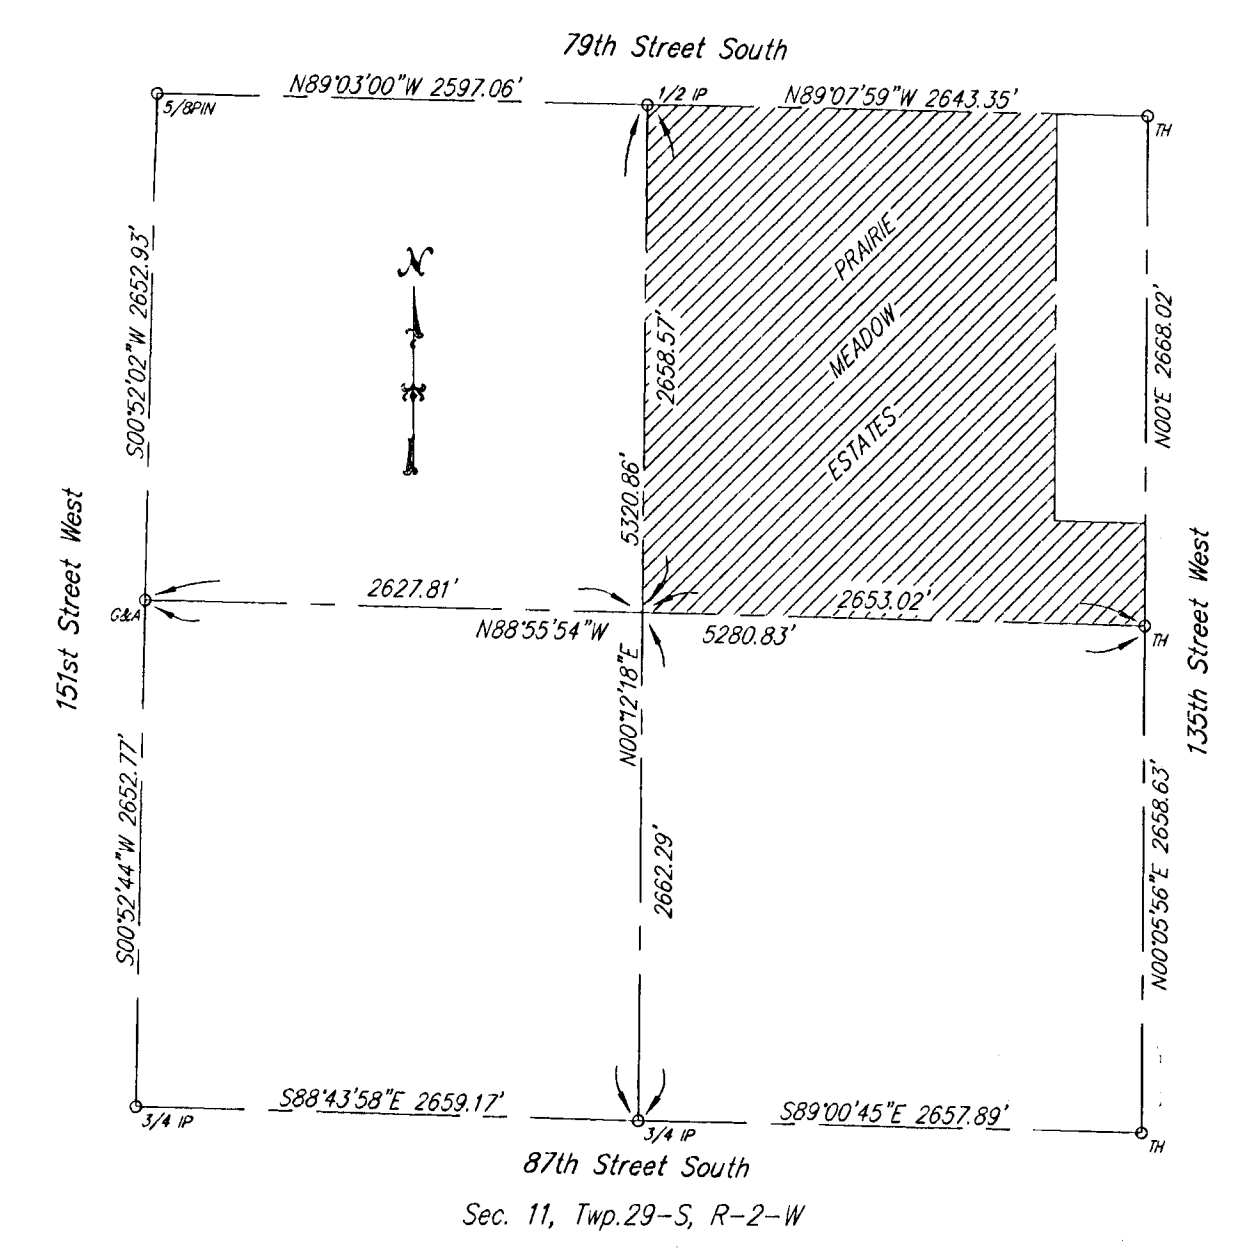 79th Street South
N89°03'00"W 2597.06'
1/2 IP
N89°07'59"W 2643.35'
5/8PIN
TH
S00°52'02"W 2652.93'
N
PRAIRIE
MEADOW
ESTATES
2658.57'
N00°E 2668.02'
5320.86'
151st Street West
135th Street West
2627.81'
2653.02'
G&A
N88°55'54"W
5280.83'
TH
N00°12'18"E
S00°52'44"W 2652.77'
2662.29'
N00°05'56"E 2658.63'
S88°43'58"E 2659.17'
S89°00'45"E 2657.89'
3/4 IP
3/4 IP
TH
87th Street South
Sec. 11, Twp.29-S, R-2-W